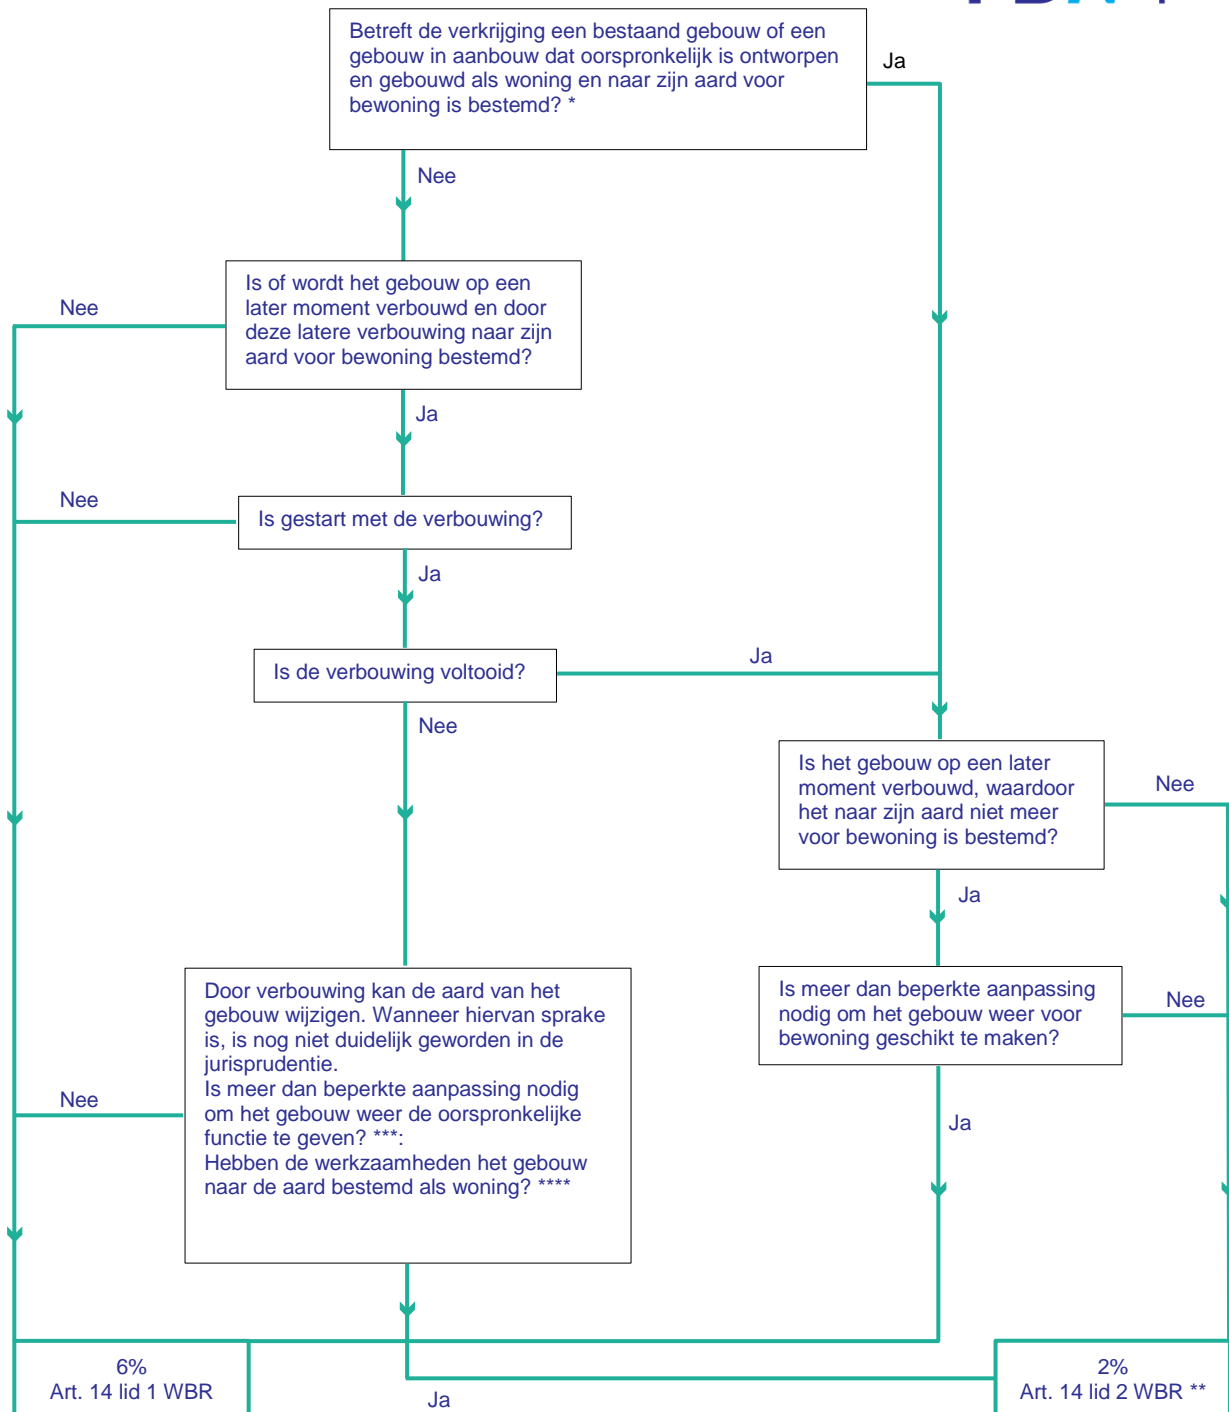 Betreft de verkrijging een bestaand gebouw of een
gebouw in aanbouw dat oorspronkelijk is ontworpen
en gebouwd als woning en naar zijn aard voor
bewoning is bestemd? *
Ja
Nee
Is of wordt het gebouw op een
later moment verbouwd en door
deze latere verbouwing naar zijn
aard voor bewoning bestemd?
Nee
Ja
Is gestart met de verbouwing?
Nee
Ja
Is de verbouwing voltooid?
Ja
Nee
Is het gebouw op een later
moment verbouwd, waardoor
het naar zijn aard niet meer
voor bewoning is bestemd?
Nee
Ja
Is meer dan beperkte aanpassing
nodig om het gebouw weer voor
bewoning geschikt te maken?
Nee
Ja
Door verbouwing kan de aard van het
gebouw wijzigen. Wanneer hiervan sprake
is, is nog niet duidelijk geworden in de
jurisprudentie.
Is meer dan beperkte aanpassing nodig
om het gebouw weer de oorspronkelijke
functie te geven? ***:
Hebben de werkzaamheden het gebouw
naar de aard bestemd als woning? ****
Nee
Ja
6%
Art. 14 lid 1 WBR
2%
Art. 14 lid 2 WBR **